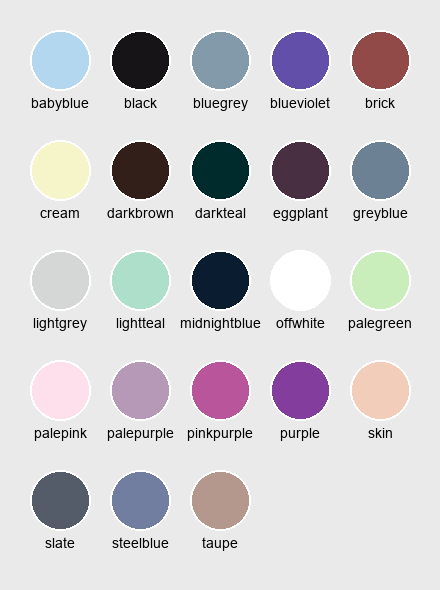 babyblue black bluegrey blueviolet brick
cream darkbrown darkteal eggplant greyblue
lightgrey lightteal midnightblue offwhite palegreen
palepink palepurple pinkpurple purple skin
slate steelblue taupe